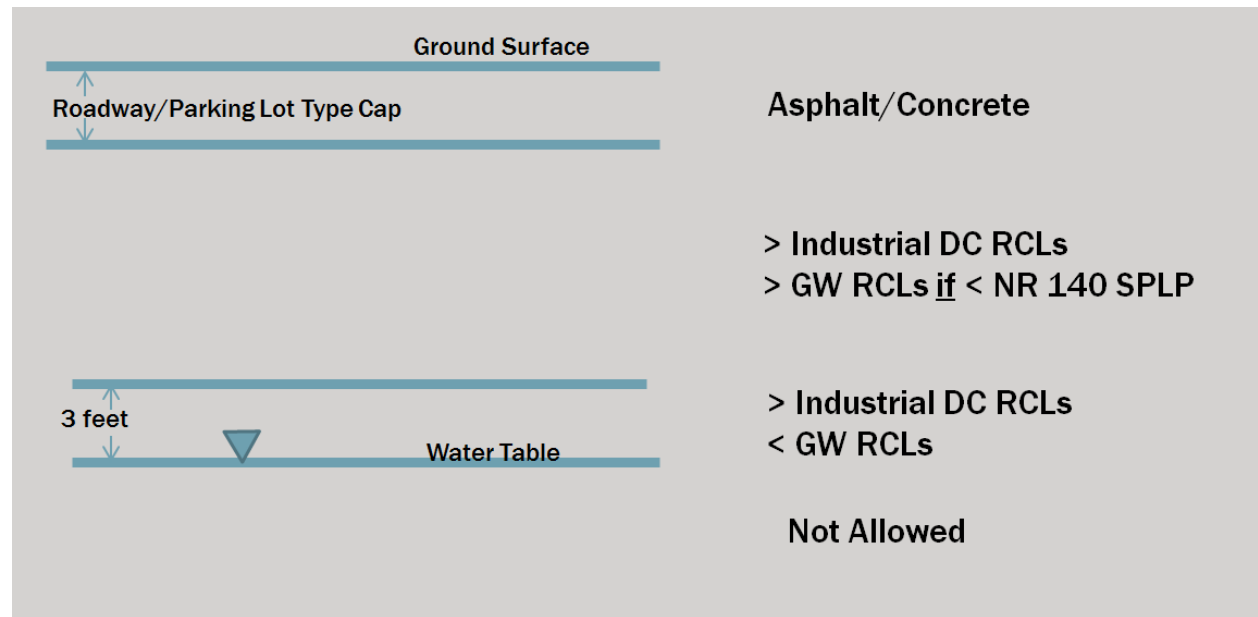 Ground Surface
Roadway/Parking Lot Type Cap
Asphalt/Concrete
> Industrial DC RCLs
> GW RCLs if < NR 140 SPLP
3 feet
Water Table
> Industrial DC RCLs
< GW RCLs
Not Allowed